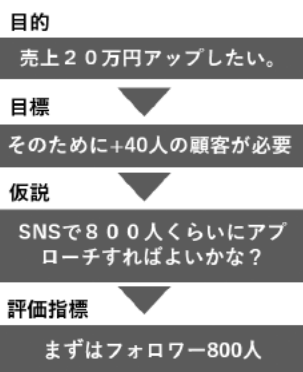 目的
売上２０万円アップしたい。
目標
そのために+40人の顧客が必要
仮説
SNSで８００人くらいにアプ
ローチすればよいかな？
評価指標
まずはフォロワー800人